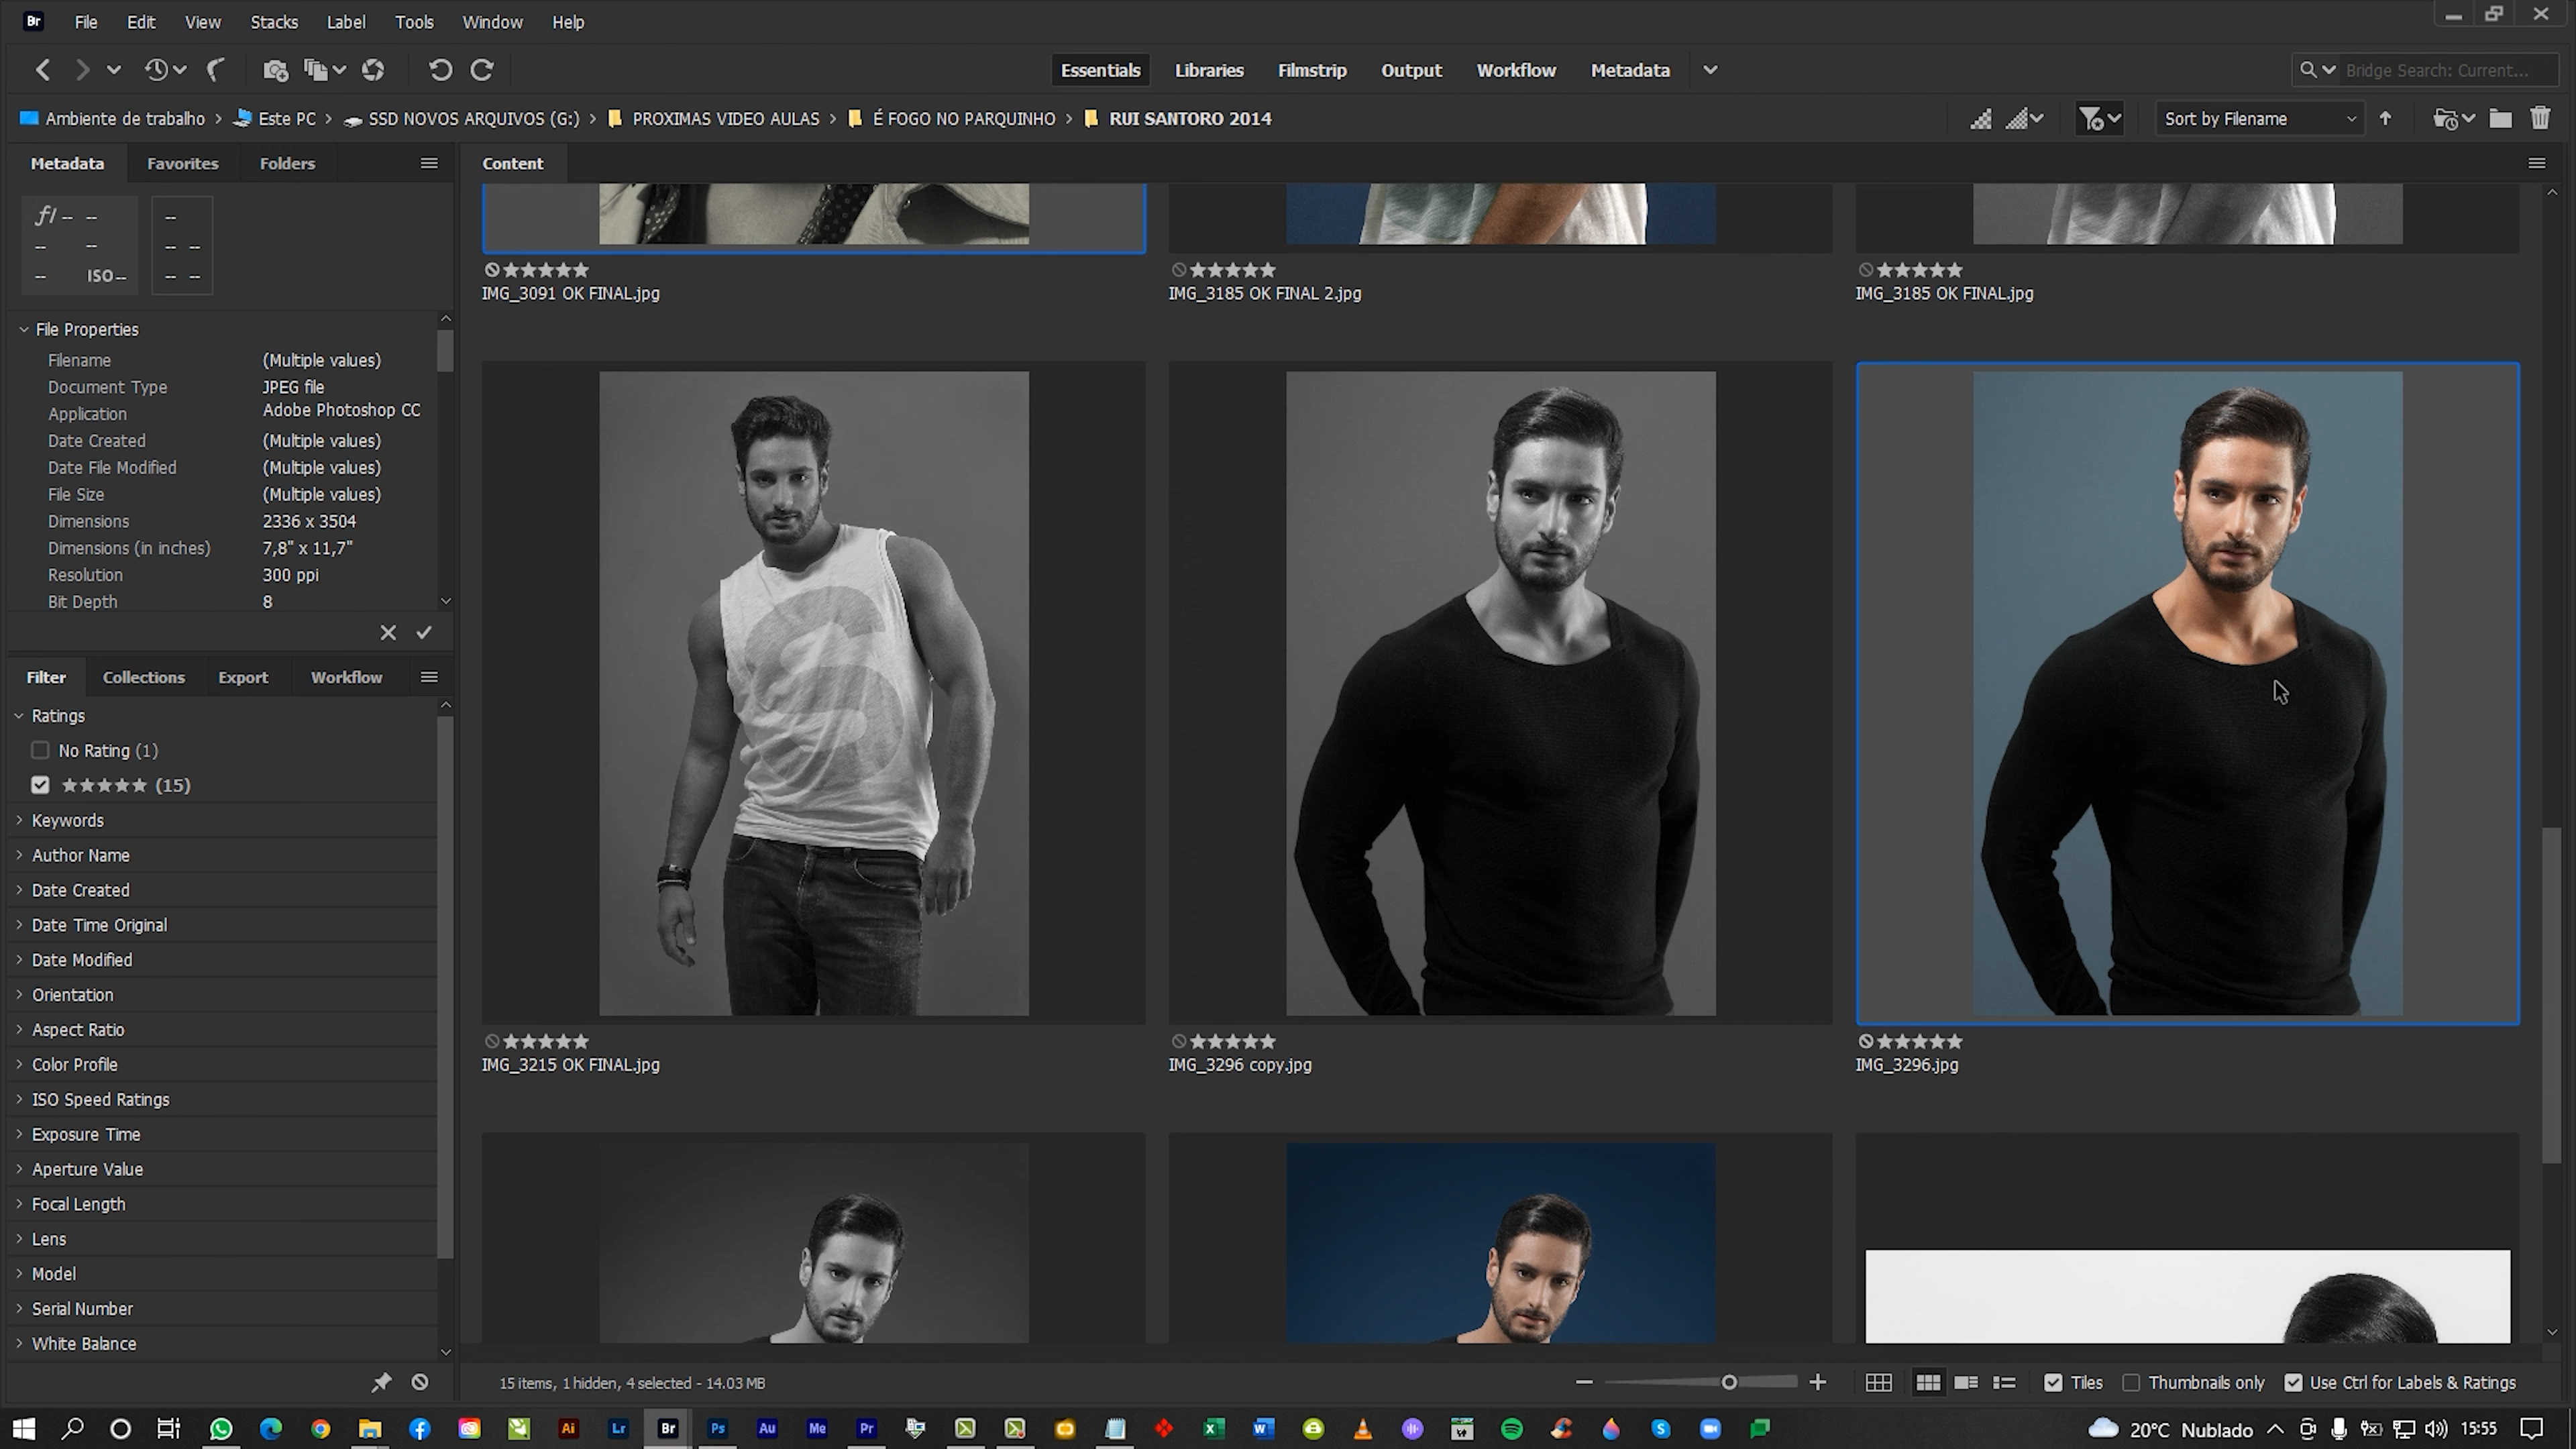 Br File Edit View Stacks Label Tools Window Help
Essentials Libraries Filmstrip Output Workflow Metadata
Bridge Search: Current...
Ambiente de trabalho > Este PC > SSD NOVOS ARQUIVOS (G:) > PROXIMAS VIDEO AULAS > É FOGO NO PARQUINHO > RUI SANTORO 2014
Sort by Filename
Metadata Favorites Folders
Content
f/ -- --
--
-- --
-- --
-- ISO --
-- --
File Properties
Filename (Multiple values)
Document Type JPEG file
Application Adobe Photoshop CC
Date Created (Multiple values)
Date File Modified (Multiple values)
File Size (Multiple values)
Dimensions 2336 x 3504
Dimensions (in inches) 7,8" x 11,7"
Resolution 300 ppi
Bit Depth 8
Filter Collections Export Workflow
Ratings
No Rating (1)
★★★★★ (15)
Keywords
Author Name
Date Created
Date Time Original
Date Modified
Orientation
Aspect Ratio
Color Profile
ISO Speed Ratings
Exposure Time
Aperture Value
Focal Length
Lens
Model
Serial Number
White Balance
IMG_3091 OK FINAL.jpg
IMG_3185 OK FINAL 2.jpg
IMG_3185 OK FINAL.jpg
S
IMG_3215 OK FINAL.jpg
IMG_3296 copy.jpg
IMG_3296.jpg
15 items, 1 hidden, 4 selected - 14.03 MB
Tiles Thumbnails only Use Ctrl for Labels & Ratings
Ai Lr Br Ps Au Me Pr
20°C Nublado
15:55